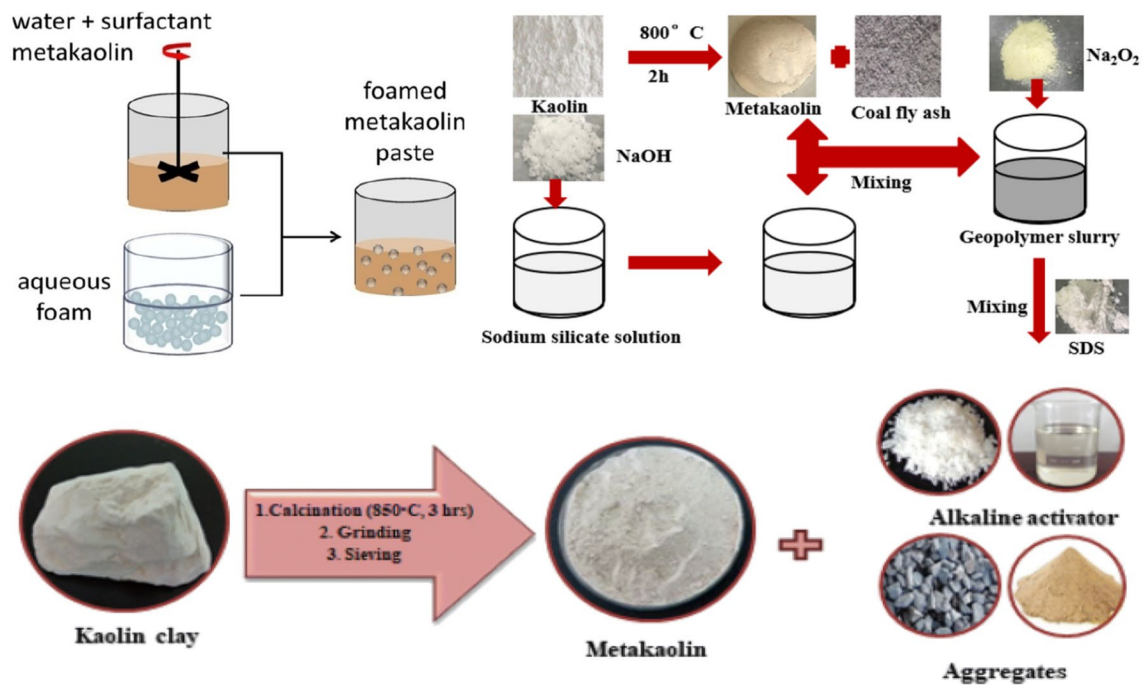 water + surfactant
metakaolin
foamed
metakaolin
paste
aqueous
foam
800° C
2h
Kaolin
Metakaolin
Coal fly ash
Na₂O₂
NaOH
Mixing
Geopolymer slurry
Sodium silicate solution
Mixing
SDS
1.Calcination (850°C, 3 hrs)
2. Grinding
3. Sieving
Kaolin clay
Metakaolin
Alkaline activator
Aggregates